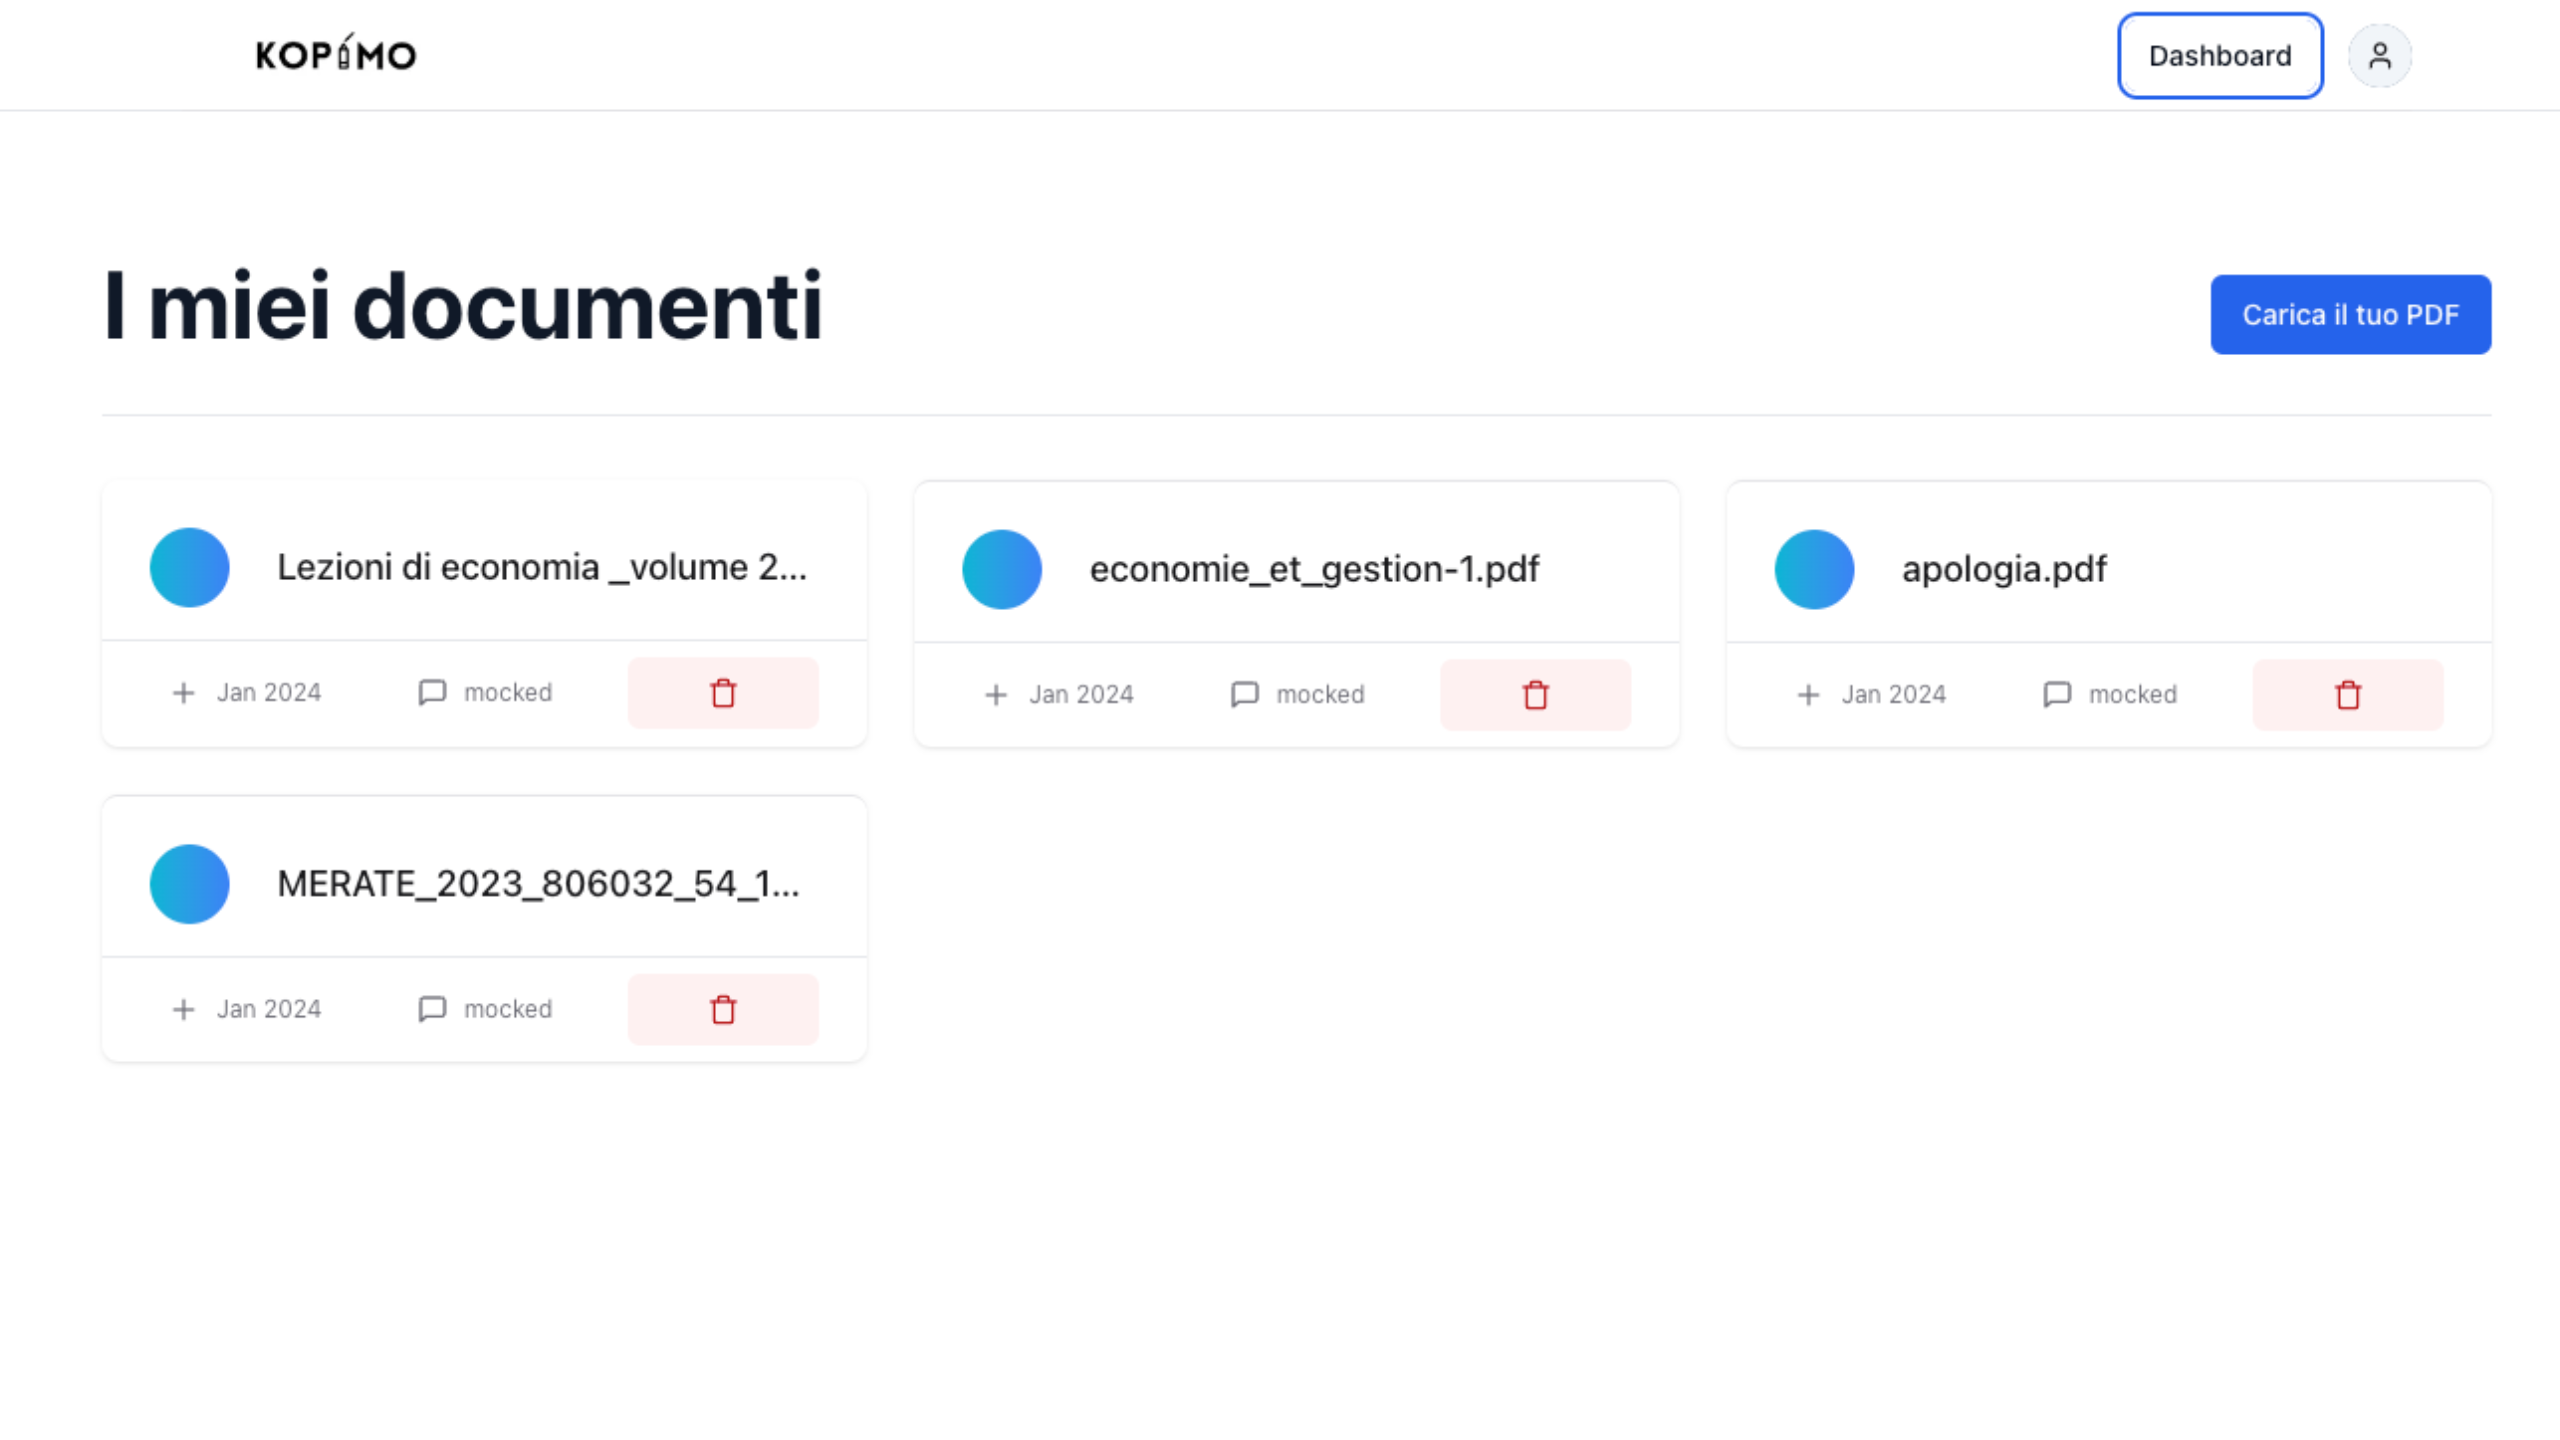 KOPÍMO
Dashboard
I miei documenti
Carica il tuo PDF
Lezioni di economia _volume 2...
economie_et_gestion-1.pdf
apologia.pdf
Jan 2024
mocked
Jan 2024
mocked
Jan 2024
mocked
MERATE_2023_806032_54_1...
Jan 2024
mocked